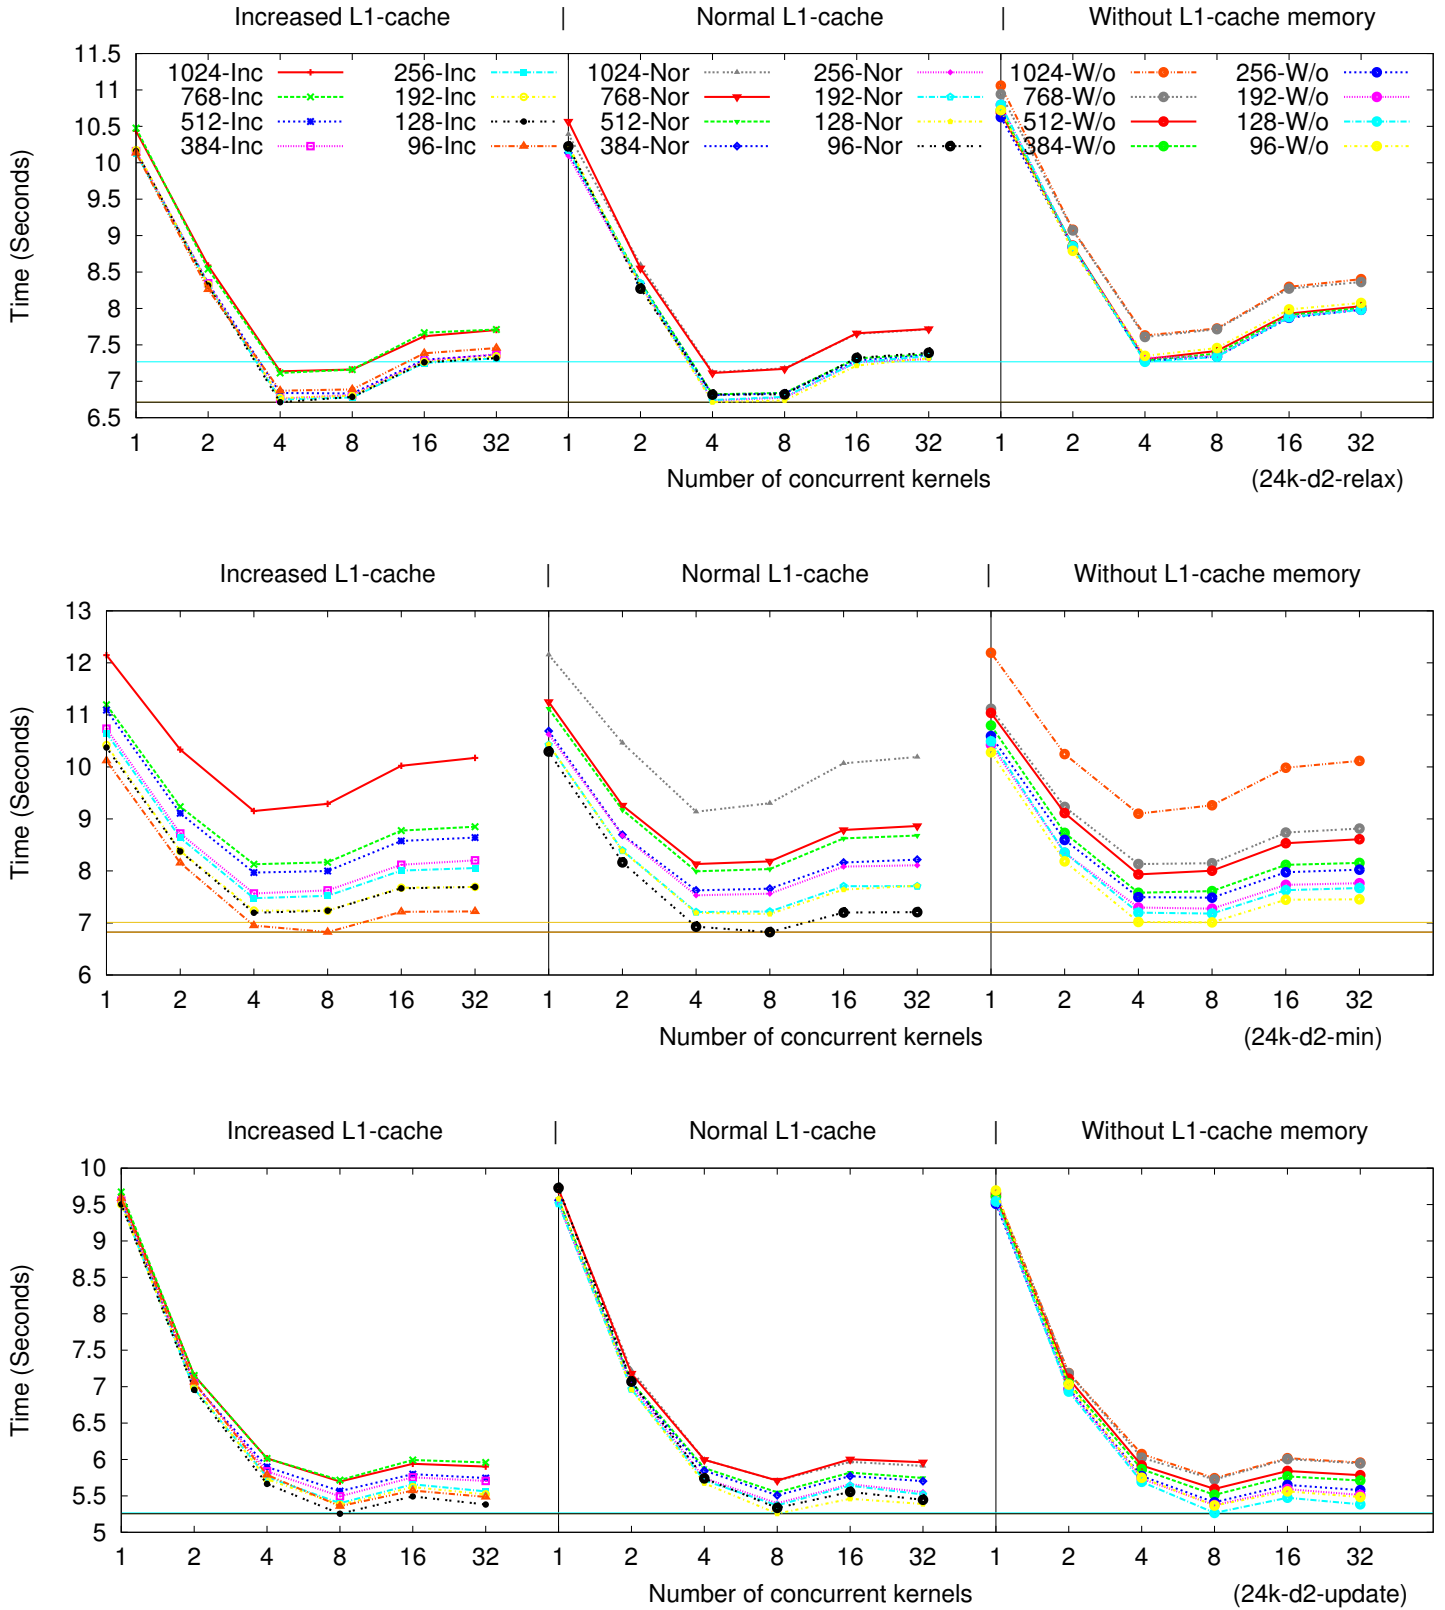 Increased L1-cache | Normal L1-cache | Without L1-cache memory
11.5
11
10.5
10
9.5
9
8.5
8
7.5
7
6.5
Time (Seconds)
1024-Inc 256-Inc 1024-Nor 256-Nor 1024-W/o 256-W/o
768-Inc 192-Inc 768-Nor 192-Nor 768-W/o 192-W/o
512-Inc 128-Inc 512-Nor 128-Nor 512-W/o 128-W/o
384-Inc 96-Inc 384-Nor 96-Nor 384-W/o 96-W/o
1 2 4 8 16 32 1 2 4 8 16 32 1 2 4 8 16 32
Number of concurrent kernels (24k-d2-relax)
Increased L1-cache | Normal L1-cache | Without L1-cache memory
13
12
11
10
9
8
7
6
Time (Seconds)
1 2 4 8 16 32 1 2 4 8 16 32 1 2 4 8 16 32
Number of concurrent kernels (24k-d2-min)
Increased L1-cache | Normal L1-cache | Without L1-cache memory
10
9.5
9
8.5
8
7.5
7
6.5
6
5.5
5
Time (Seconds)
1 2 4 8 16 32 1 2 4 8 16 32 1 2 4 8 16 32
Number of concurrent kernels (24k-d2-update)